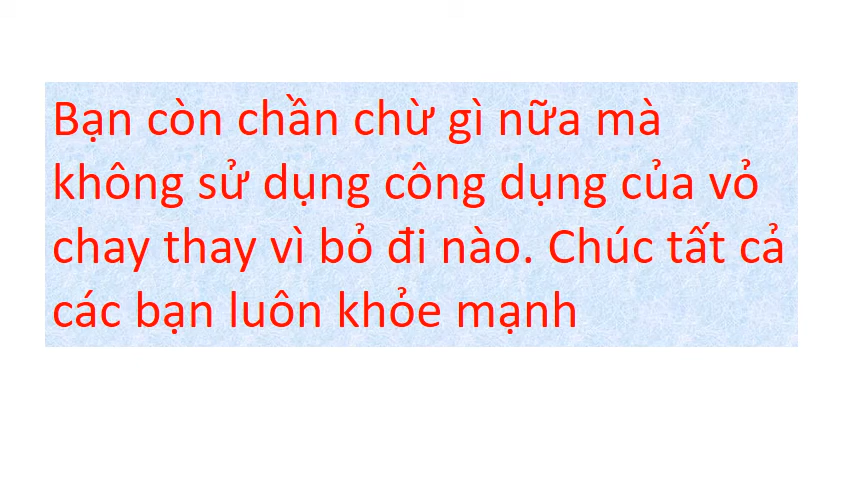 Bạn còn chần chừ gì nữa mà
không sử dụng công dụng của vỏ
chay thay vì bỏ đi nào. Chúc tất cả
các bạn luôn khỏe mạnh